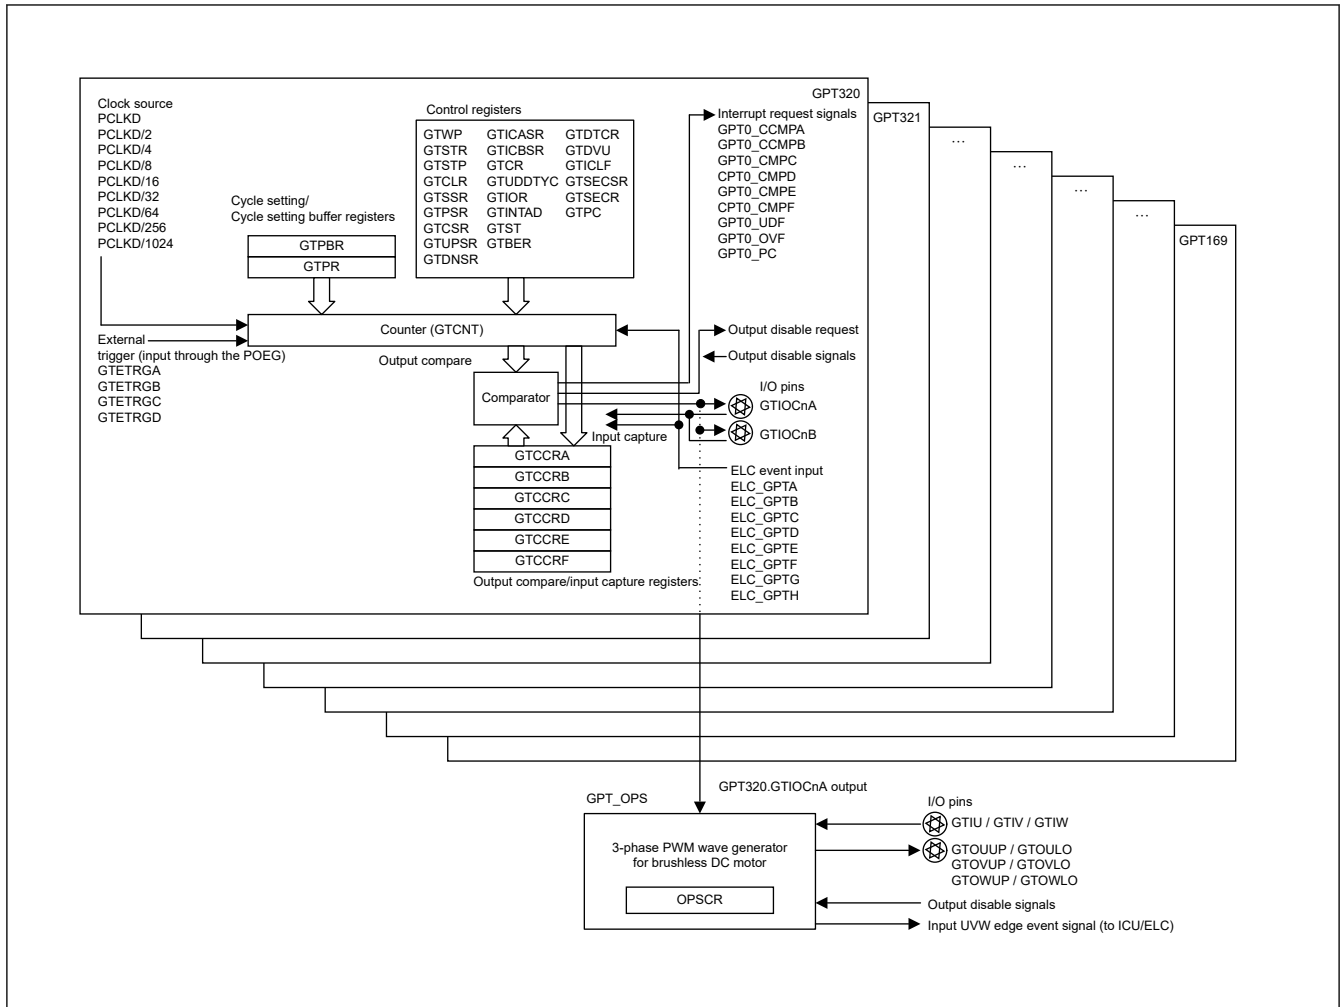 GPT320
Clock source
PCLKD
PCLKD/2
PCLKD/4
PCLKD/8
PCLKD/16
PCLKD/32
PCLKD/64
PCLKD/256
PCLKD/1024
Cycle setting/
Cycle setting buffer registers
GTPBR
GTPR
Control registers
GTWP GTICASR GTDTCR
GTSTR GTICBSR GTDVU
GTSTP GTCR GTICLF
GTCLR GTUDDTYC GTSECSR
GTSSR GTIOR GTSECR
GTPSR GTINTAD GTPC
GTCSR GTST
GTUPSR GTBER
GTDNSR
Interrupt request signals
GPT0_CCMPA
GPT0_CCMPB
GPT0_CMPC
CPT0_CMPD
GPT0_CMPE
CPT0_CMPF
GPT0_UDF
GPT0_OVF
GPT0_PC
GPT321
...
...
...
...
GPT169
External
trigger (input through the POEG)
GTETRGA
GTETRGB
GTETRGC
GTETRGD
Counter (GTCNT)
Output compare
Comparator
Input capture
GTCCRA
GTCCRB
GTCCRC
GTCCRD
GTCCRE
GTCCRF
Output compare/input capture registers
Output disable request
Output disable signals
I/O pins
GTIOCnA
GTIOCnB
ELC event input
ELC_GPTA
ELC_GPTB
ELC_GPTC
ELC_GPTD
ELC_GPTE
ELC_GPTF
ELC_GPTG
ELC_GPTH
GPT320.GTIOCnA output
GPT_OPS
3-phase PWM wave generator
for brushless DC motor
OPSCR
I/O pins
GTIU / GTIV / GTIW
GTOUUP / GTOULO
GTOVUP / GTOVLO
GTOWUP / GTOWLO
Output disable signals
Input UVW edge event signal (to ICU/ELC)